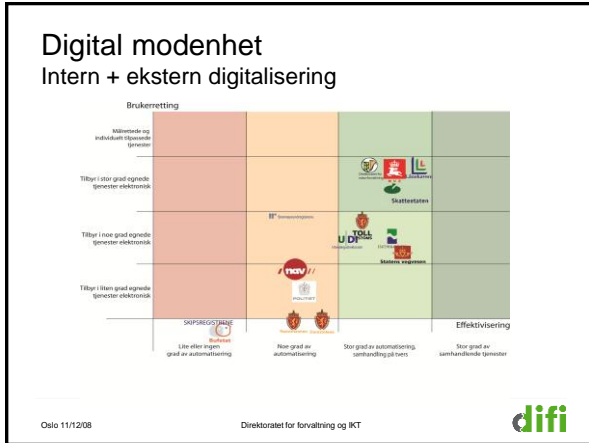 Digital modenhet
Intern + ekstern digitalisering
Brukerretting
Målrettede og
individuelt tilpassede
tjenester
Tilbyr i stor grad egnede
tjenester elektronisk
Lånekassen
Skatteetaten
Tilbyr i noe grad egnede
tjenester elektronisk
Brønnøysundregistrene
UDI
TOLL
Statens vegvesen
Tilbyr i liten grad egnede
tjenester elektronisk
nav
POLITIET
SKIPSREGISTRENE
Bufetat
Effektivisering
Lite eller ingen
grad av automatisering
Noe grad av
automatisering
Stor grad av automatisering,
samhandling på tvers
Stor grad av
samhandlende tjenester
Oslo 11/12/08
Direktoratet for forvaltning og IKT
difi